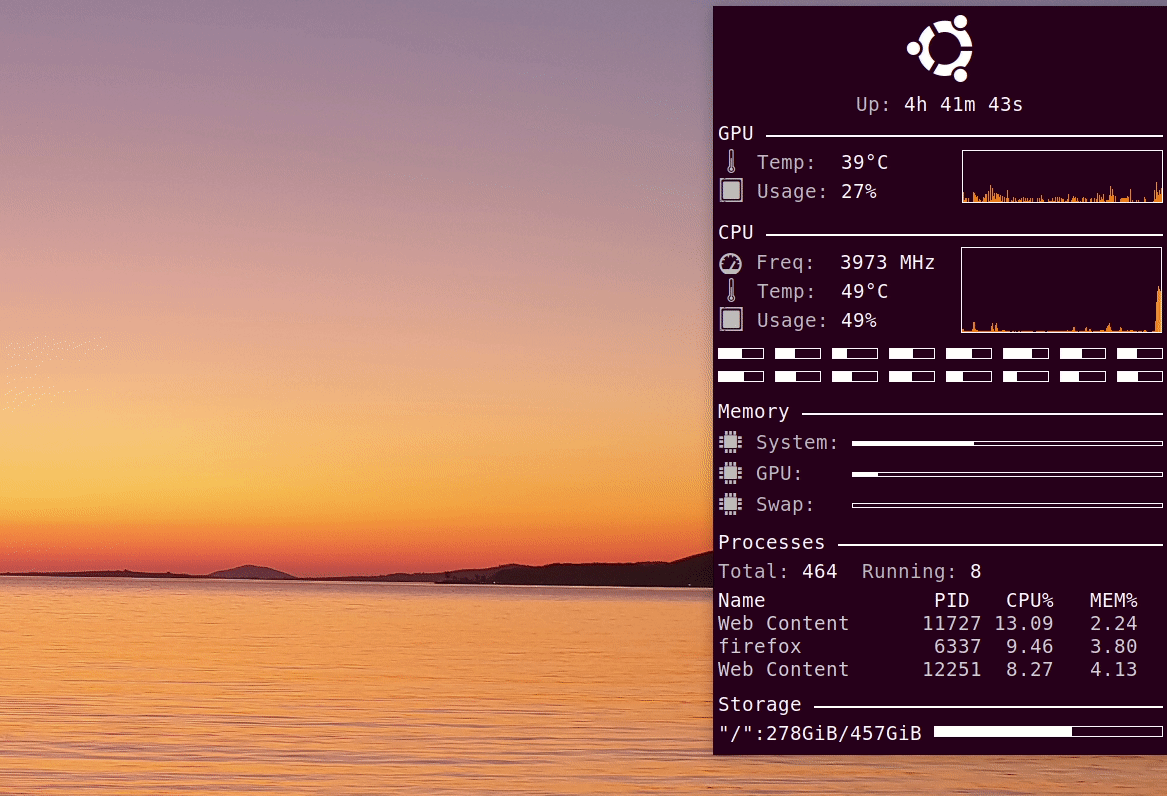 Up: 4h 41m 43s
GPU
Temp: 39°C
Usage: 27%
CPU
Freq: 3973 MHz
Temp: 49°C
Usage: 49%
Memory
System:
GPU:
Swap:
Processes
Total: 464 Running: 8
Name PID CPU% MEM%
Web Content 11727 13.09 2.24
firefox 6337 9.46 3.80
Web Content 12251 8.27 4.13
Storage
"/":278GiB/457GiB